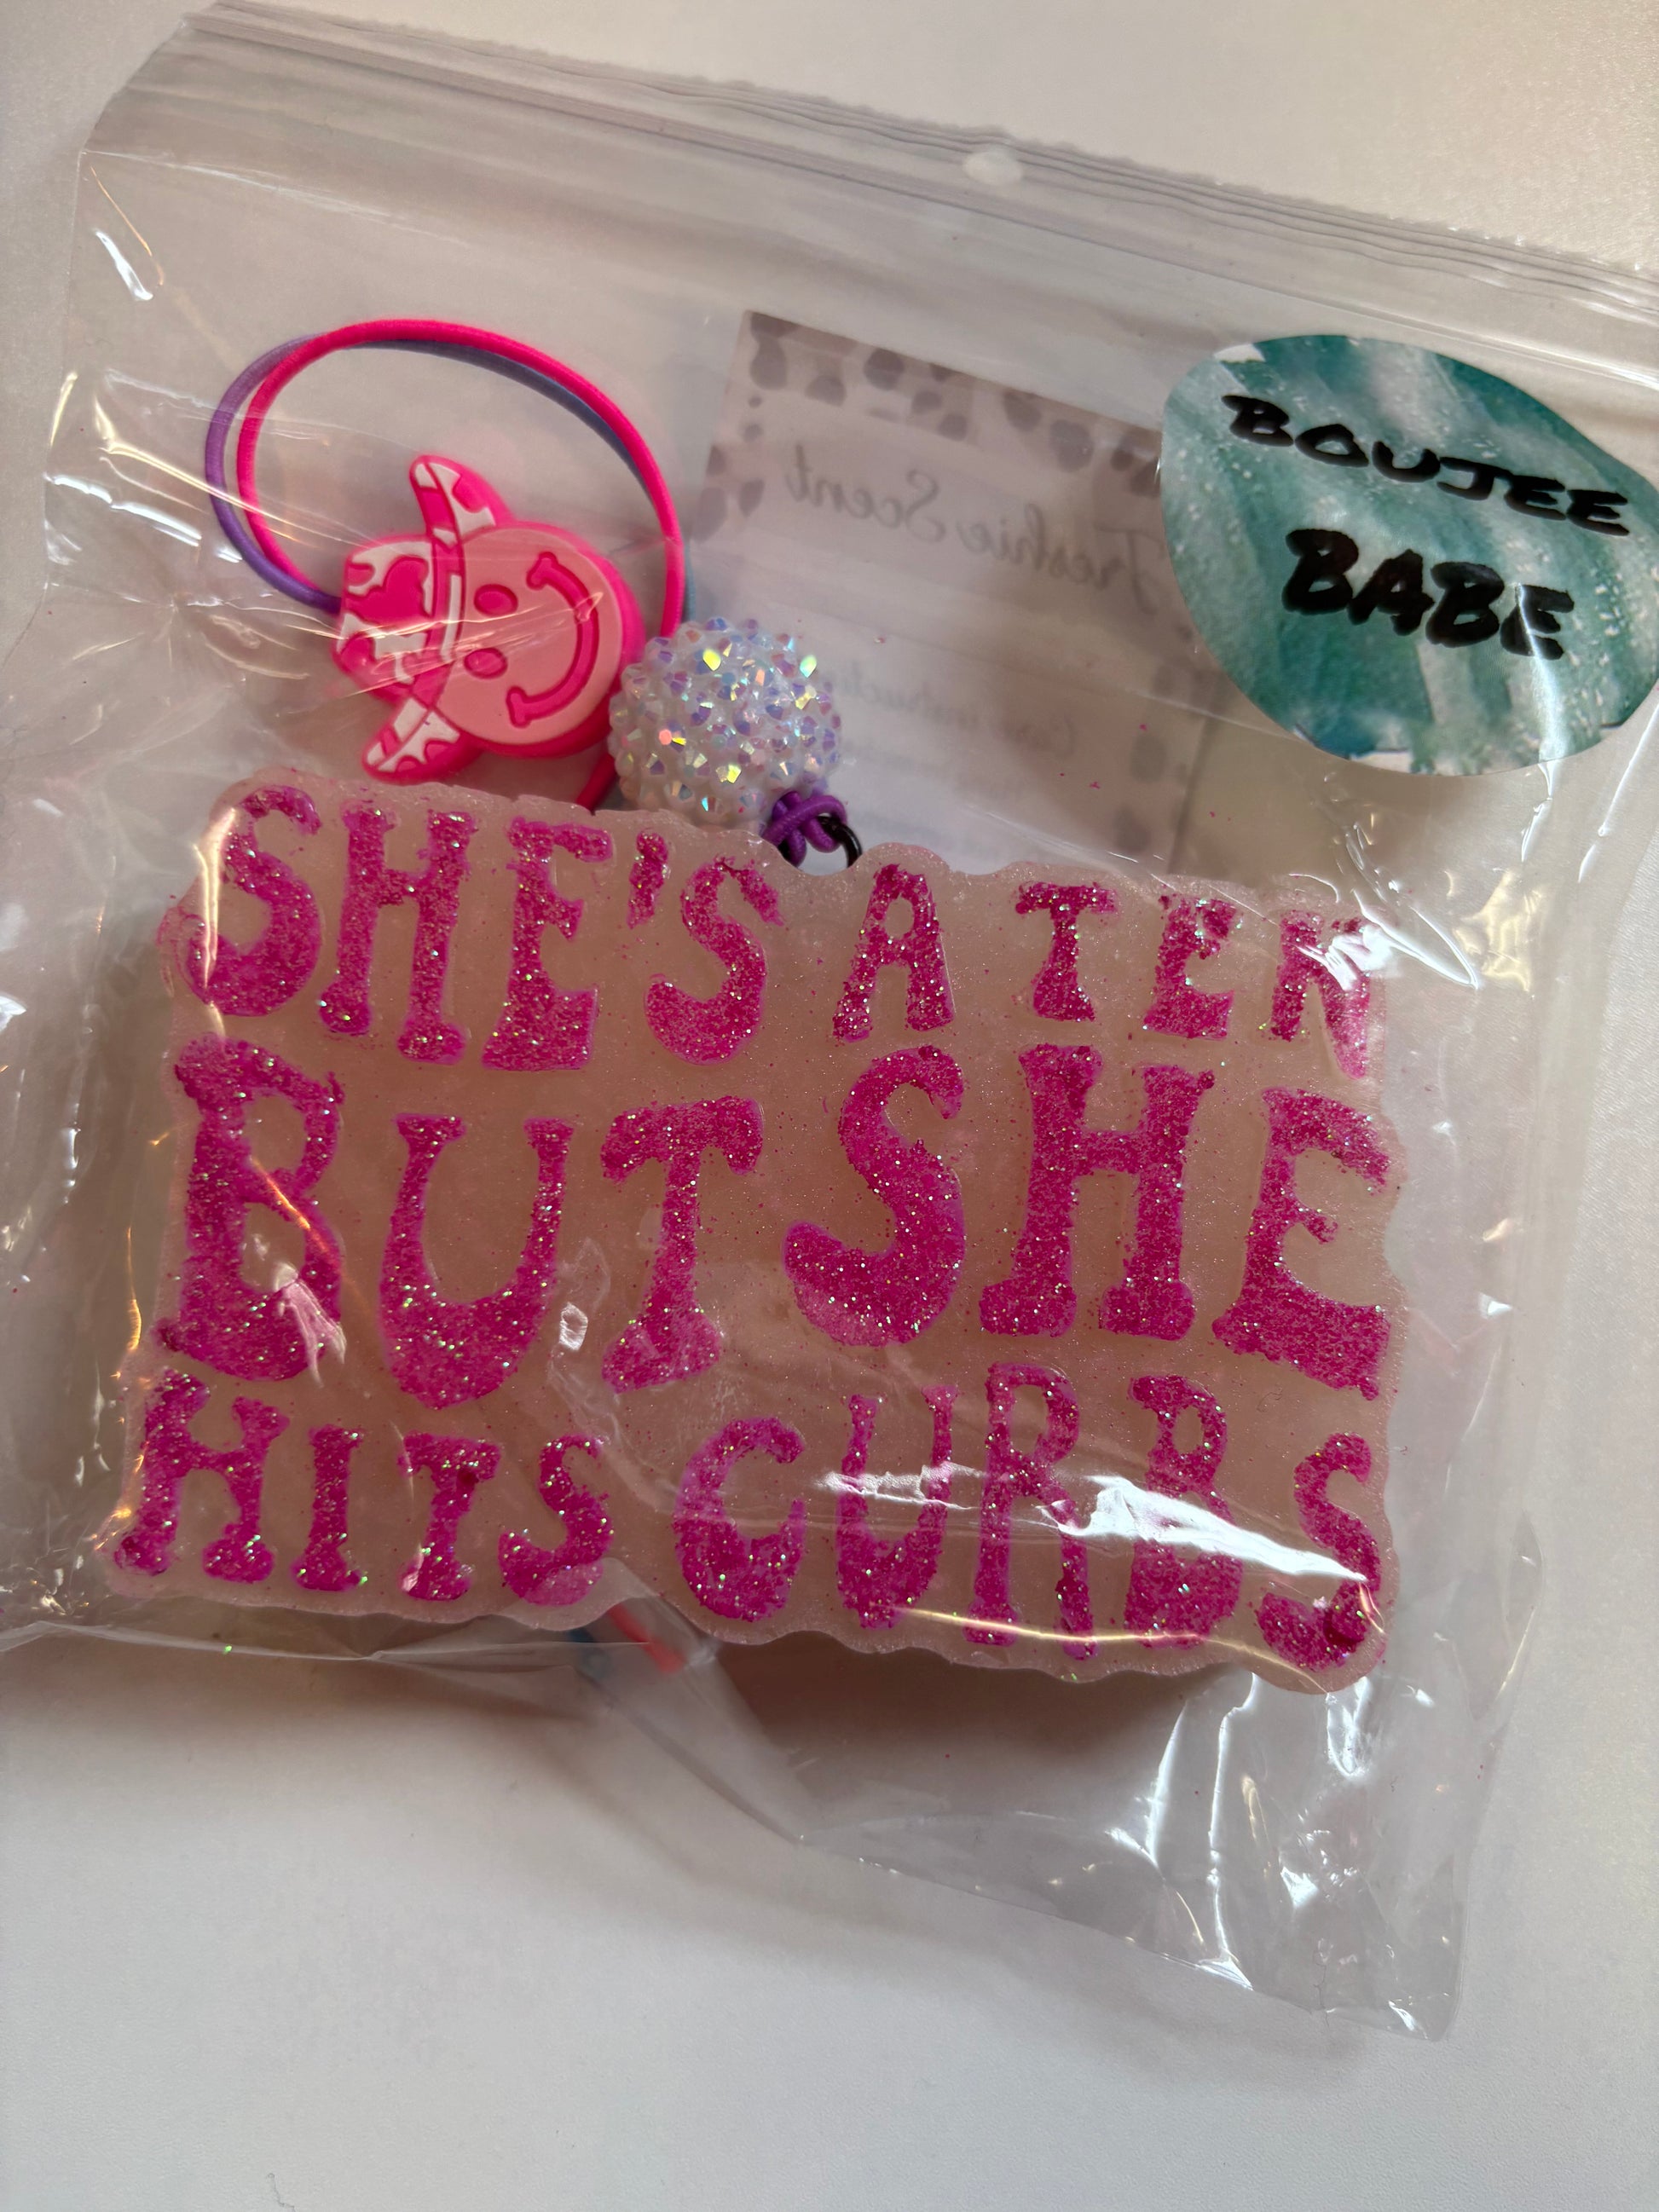 BOUJEE
BABE
Freshie Scent
SHE'S A TEN
BUT SHE
HITS CURBS